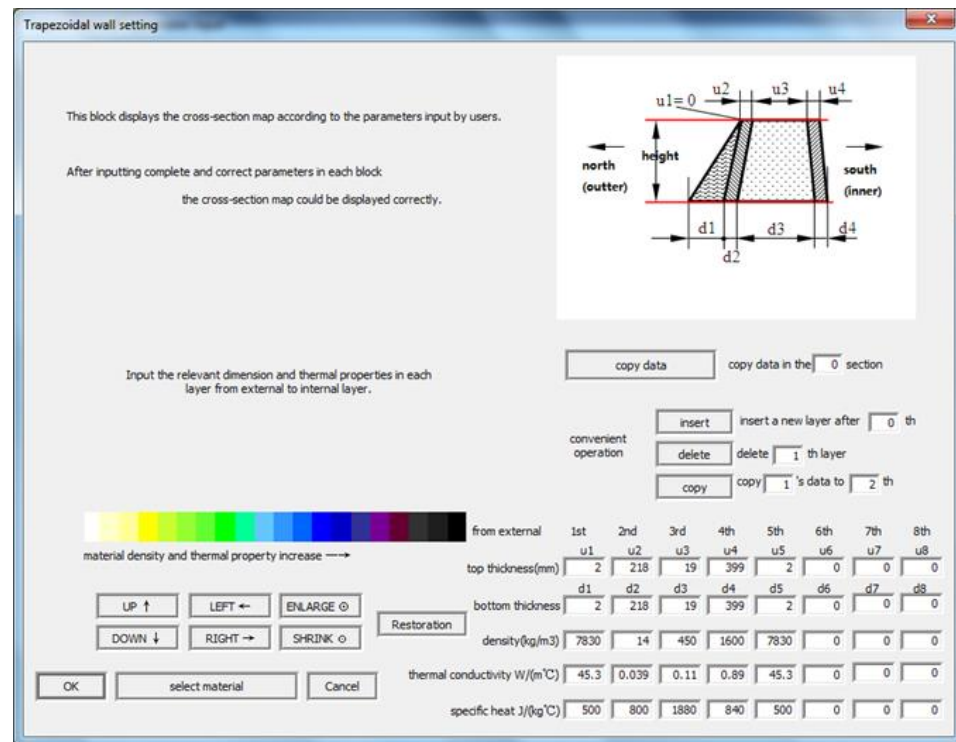 Trapezoidal wall setting
This block displays the cross-section map according to the parameters input by users.
After inputting complete and correct parameters in each block
the cross-section map could be displayed correctly.
u2 u3 u4
u1= 0
height
north
(outter)
south
(inner)
d1 d3 d4
d2
Input the relevant dimension and thermal properties in each
layer from external to internal layer.
copy data copy data in the 0 section
convenient
operation
insert insert a new layer after 0 th
delete delete 1 th layer
copy copy 1 's data to 2 th
material density and thermal property increase —→
from external 1st 2nd 3rd 4th 5th 6th 7th 8th
u1 u2 u3 u4 u5 u6 u7 u8
top thickness(mm) 2 218 19 399 2 0 0 0
d1 d2 d3 d4 d5 d6 d7 d8
bottom thickness 2 218 19 399 2 0 0 0
density(kg/m3) 7830 14 450 1600 7830 0 0 0
thermal conductivity W/(m℃) 45.3 0.039 0.11 0.89 45.3 0 0 0
specific heat J/(kg℃) 500 800 1880 840 500 0 0 0
UP ↑ LEFT ← ENLARGE ⊙
DOWN ↓ RIGHT → SHRINK ⊙
Restoration
OK select material Cancel